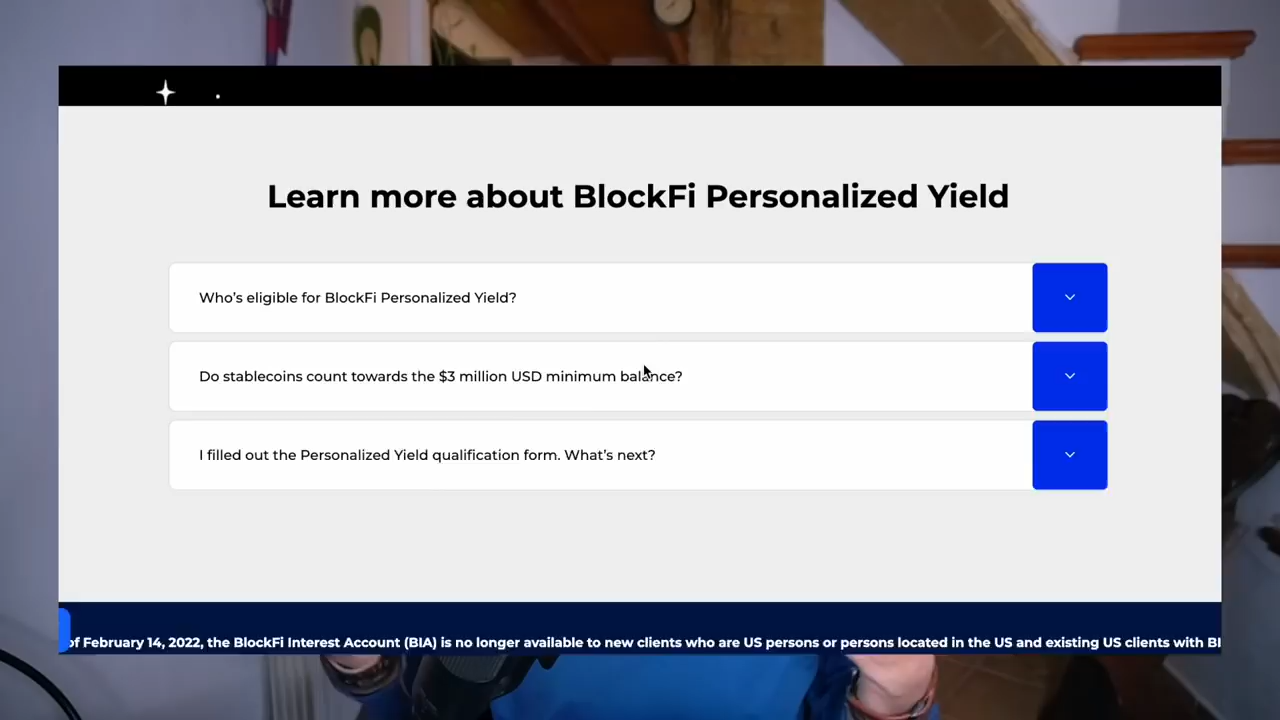 Learn more about BlockFi Personalized Yield
Who’s eligible for BlockFi Personalized Yield?
Do stablecoins count towards the $3 million USD minimum balance?
I filled out the Personalized Yield qualification form. What’s next?
of February 14, 2022, the BlockFi Interest Account (BIA) is no longer available to new clients who are US persons or persons located in the US and existing US clients with